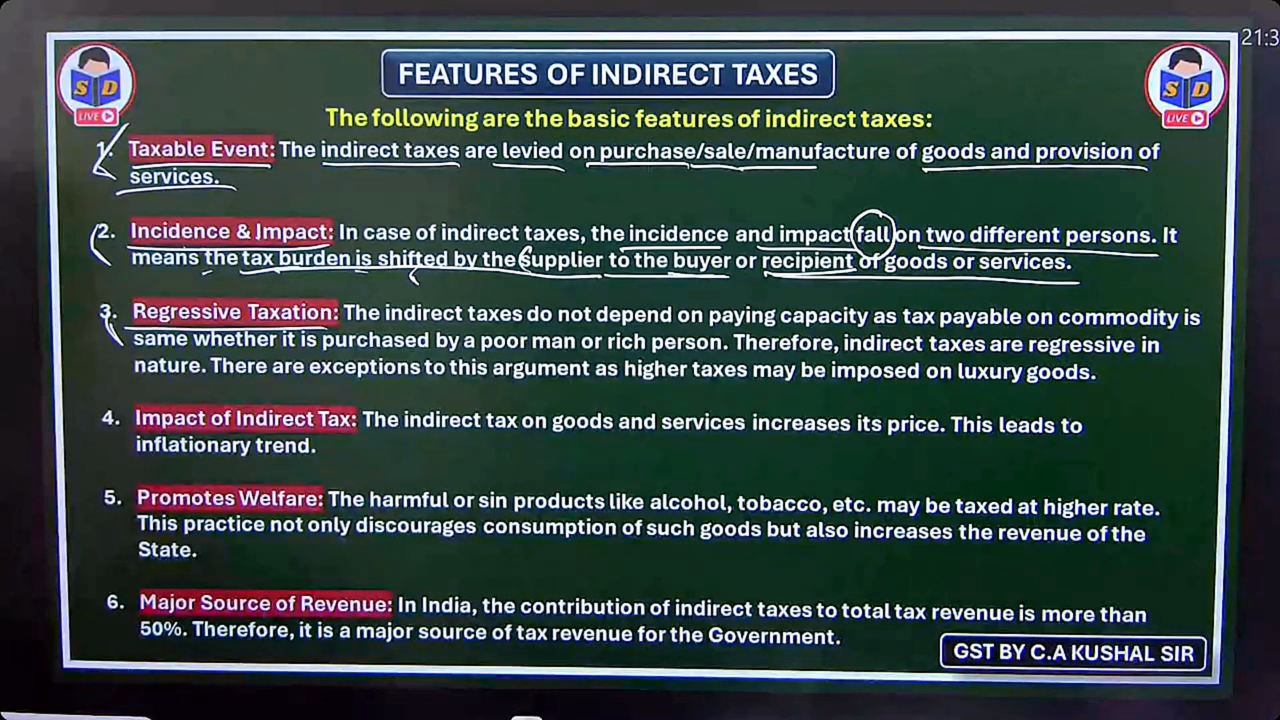 21:3
S D
LIVE
FEATURES OF INDIRECT TAXES
S D
LIVE
The following are the basic features of indirect taxes:
1. Taxable Event: The indirect taxes are levied on purchase/sale/manufacture of goods and provision of
services.
2. Incidence & Impact: In case of indirect taxes, the incidence and impact fall on two different persons. It
means the tax burden is shifted by the supplier to the buyer or recipient of goods or services.
3. Regressive Taxation: The indirect taxes do not depend on paying capacity as tax payable on commodity is
same whether it is purchased by a poor man or rich person. Therefore, indirect taxes are regressive in
nature. There are exceptions to this argument as higher taxes may be imposed on luxury goods.
4. Impact of Indirect Tax: The indirect tax on goods and services increases its price. This leads to
inflationary trend.
5. Promotes Welfare: The harmful or sin products like alcohol, tobacco, etc. may be taxed at higher rate.
This practice not only discourages consumption of such goods but also increases the revenue of the
State.
6. Major Source of Revenue: In India, the contribution of indirect taxes to total tax revenue is more than
50%. Therefore, it is a major source of tax revenue for the Government.
GST BY C.A KUSHAL SIR